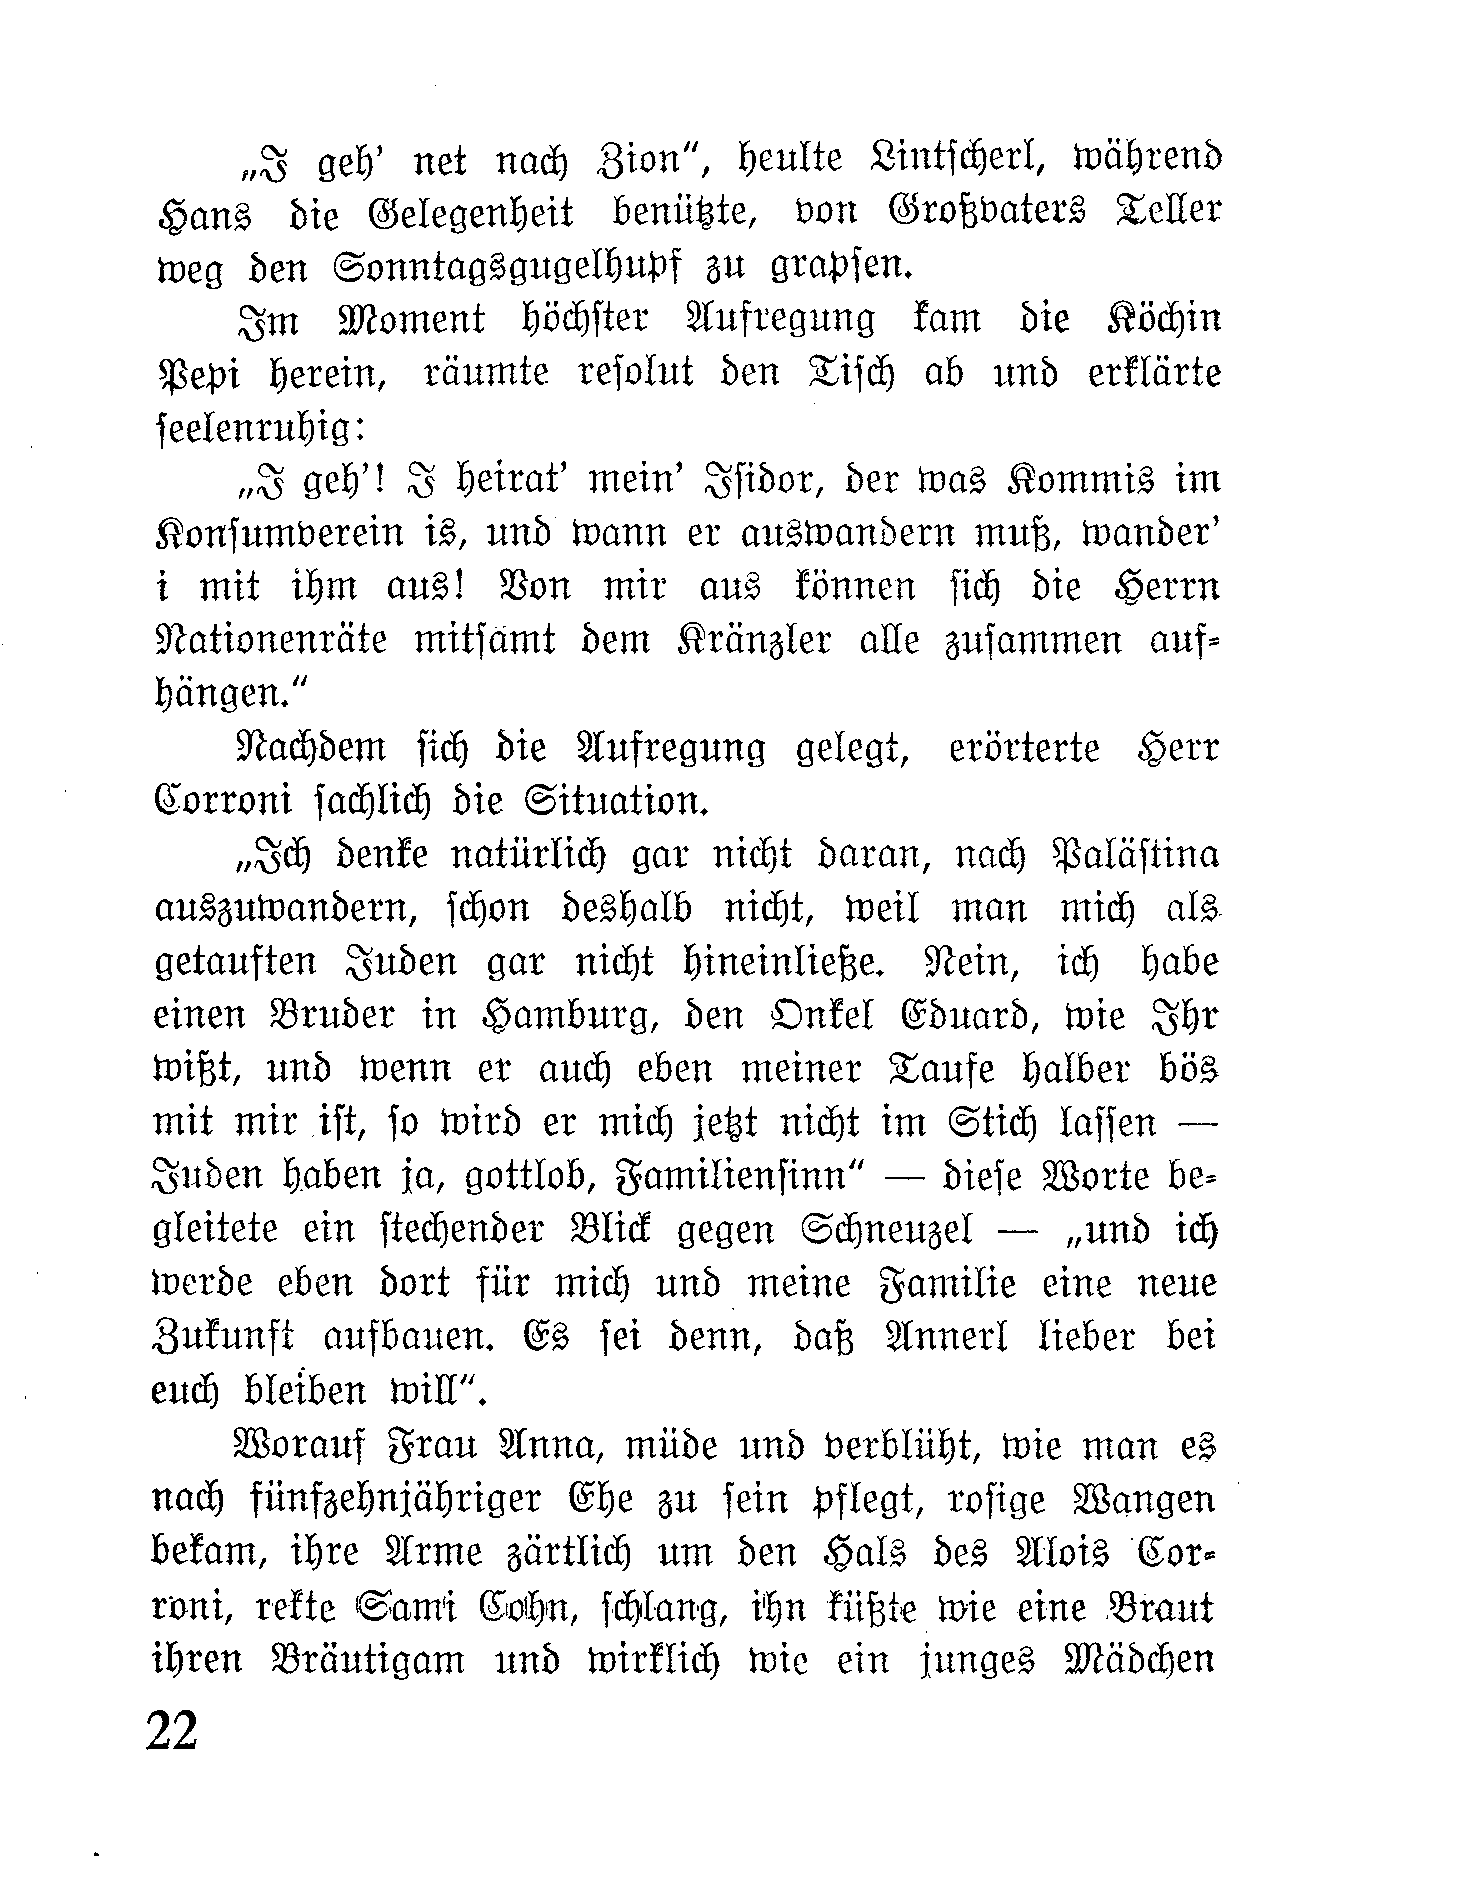 „I geh' net nach Zion“, heulte Lintscherl, während
Hans die Gelegenheit benützte, von Großvaters Teller
weg den Sonntagsgugelhupf zu grapsen.
Im Moment höchster Aufregung kam die Köchin
Pepi herein, räumte resolut den Tisch ab und erklärte
seelenruhig:
„I geh'! I heirat' mein' Isidor, der was Kommis im
Konsumverein is, und wann er auswandern muß, wander'
i mit ihm aus! Von mir aus können sich die Herrn
Nationenräte mitsamt dem Kränzler alle zusammen auf-
hängen.“
Nachdem sich die Aufregung gelegt, erörterte Herr
Corroni sachlich die Situation.
„Ich denke natürlich gar nicht daran, nach Palästina
auszuwandern, schon deshalb nicht, weil man mich als
getauften Juden gar nicht hineinließe. Nein, ich habe
einen Bruder in Hamburg, den Onkel Eduard, wie Ihr
wißt, und wenn er auch eben meiner Taufe halber bös
mit mir ist, so wird er mich jetzt nicht im Stich lassen —
Juden haben ja, gottlob, Familiensinn“ — diese Worte be-
gleitete ein stechender Blick gegen Schneuzel — „und ich
werde eben dort für mich und meine Familie eine neue
Zukunft aufbauen. Es sei denn, daß Annerl lieber bei
euch bleiben will“.
Worauf Frau Anna, müde und verblüht, wie man es
nach fünfzehnjähriger Ehe zu sein pflegt, rosige Wangen
bekam, ihre Arme zärtlich um den Hals des Alois Cor-
roni, rekte Sami Cohn, schlang, ihn küßte wie eine Braut
ihren Bräutigam und wirklich wie ein junges Mädchen
22